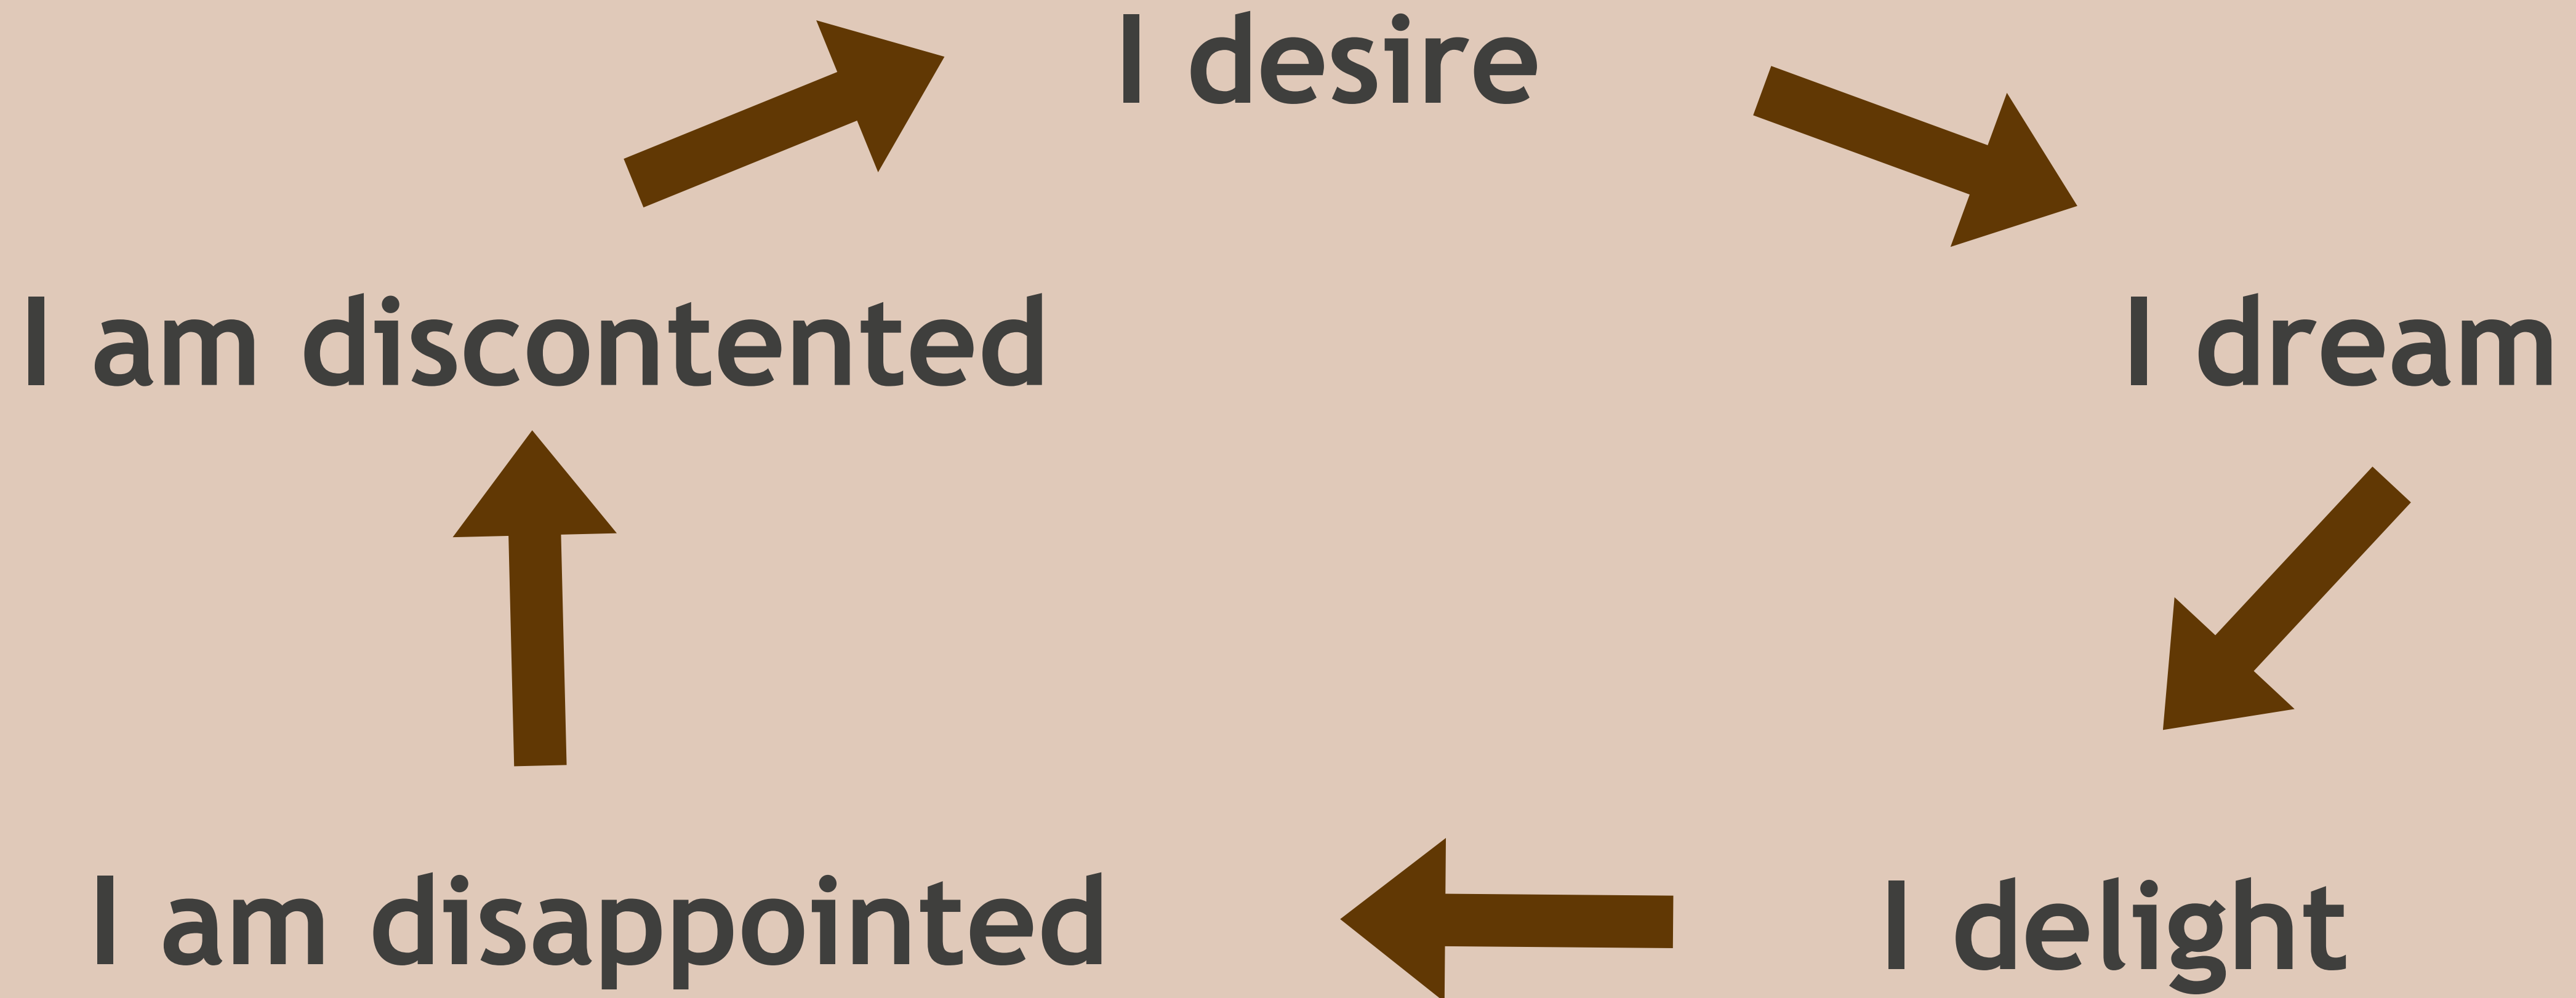 I desire
I dream
I delight
I am disappointed
I am discontented